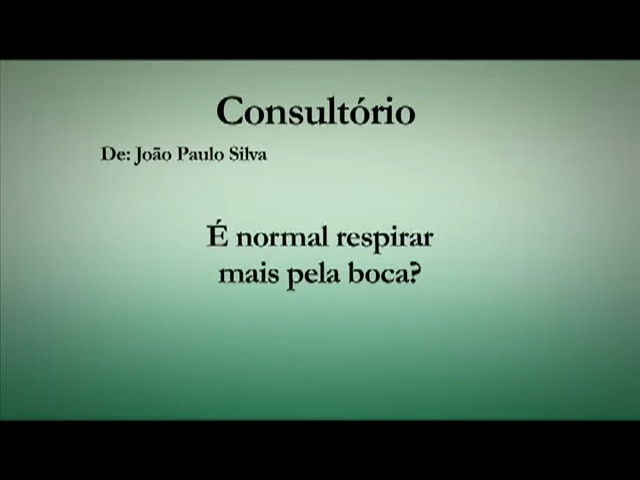 Consultório
De: João Paulo Silva
É normal respirar
mais pela boca?